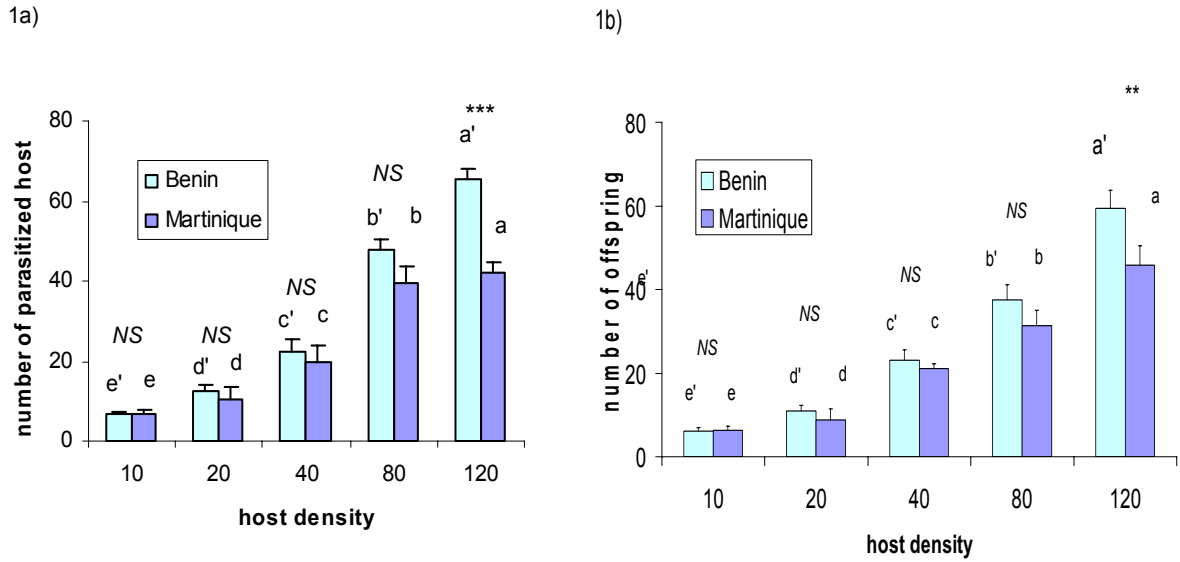 1a)
number of parasitized host
80
60
40
20
0
Benin
Martinique
NS
e' e
NS
d' d
NS
c' c
NS
b' b
***
a'
a
10 20 40 80 120
host density
1b)
number of offspring
e'
80
60
40
20
0
Benin
Martinique
NS
e' e
NS
d' d
NS
c' c
NS
b' b
**
a'
a
10 20 40 80 120
host density